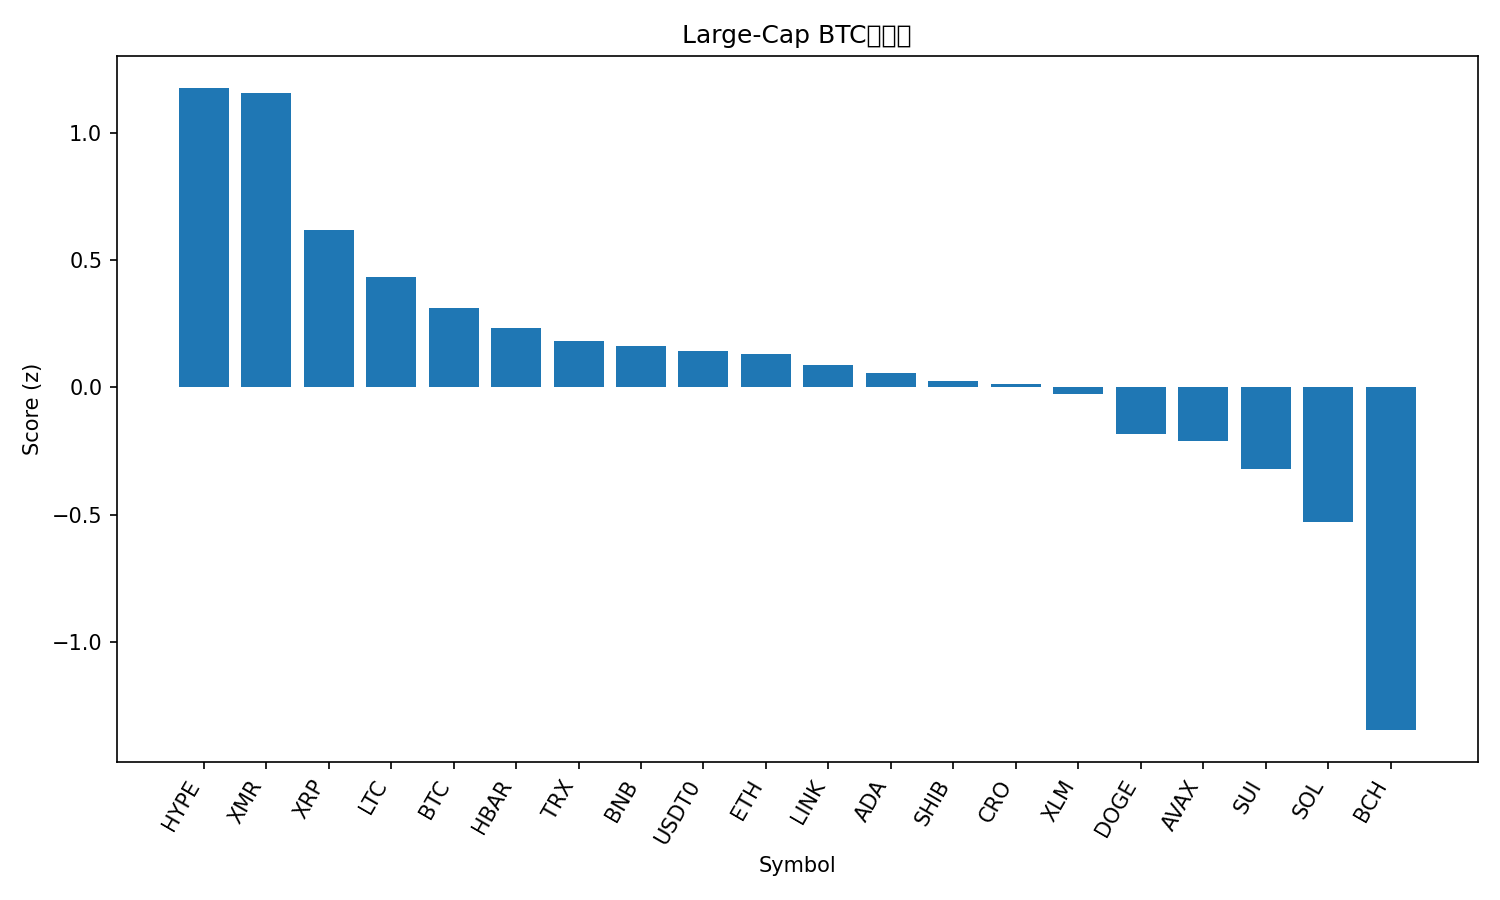 Large-Cap BTC
1.0
0.5
0.0
−0.5
−1.0
Score (z)
HYPE
XMR
XRP
LTC
BTC
HBAR
TRX
BNB
USDT0
ETH
LINK
ADA
SHIB
CRO
XLM
DOGE
AVAX
SUI
SOL
BCH
Symbol